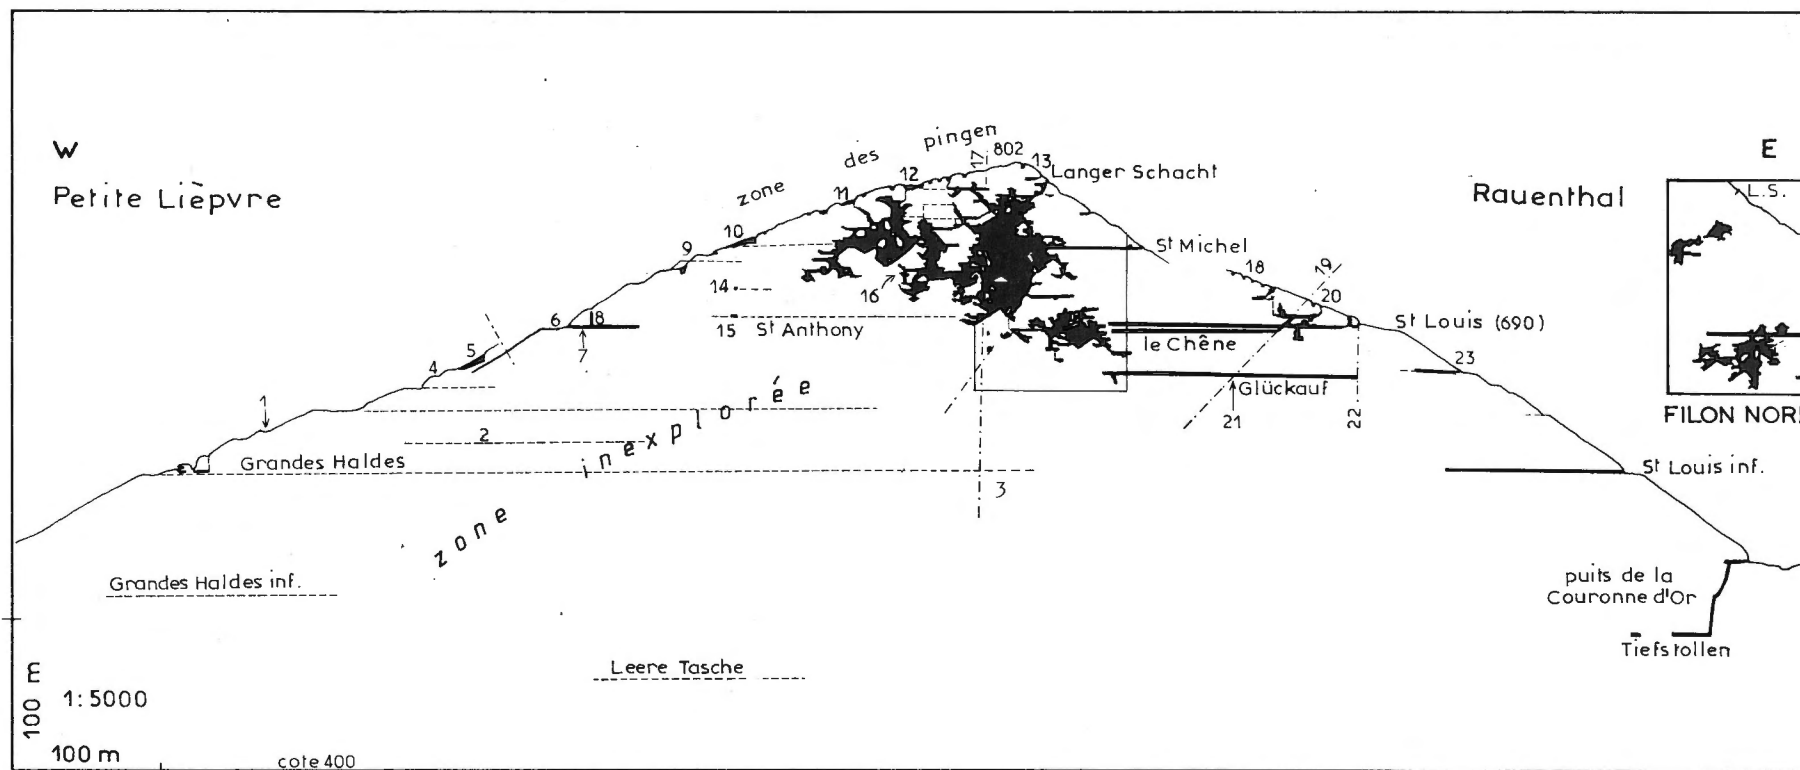 W
E
Petite Lièpvre
Rauenthal
zone des pingen
802
17
13
Langer Schacht
12
11
10
9
St Michel
L.S.
14
16
18
19
20
15 St Anthony
6
8
7
St Louis (690)
le Chêne
5
4
23
Glückauf
21
22
1
2
zone inexplorée
FILON NOR
Grandes Haldes
3
St Louis inf.
Grandes Haldes inf.
puits de la
Couronne d'Or
Tiefstollen
Leere Tasche
100 m
1:5000
100 m
cote 400